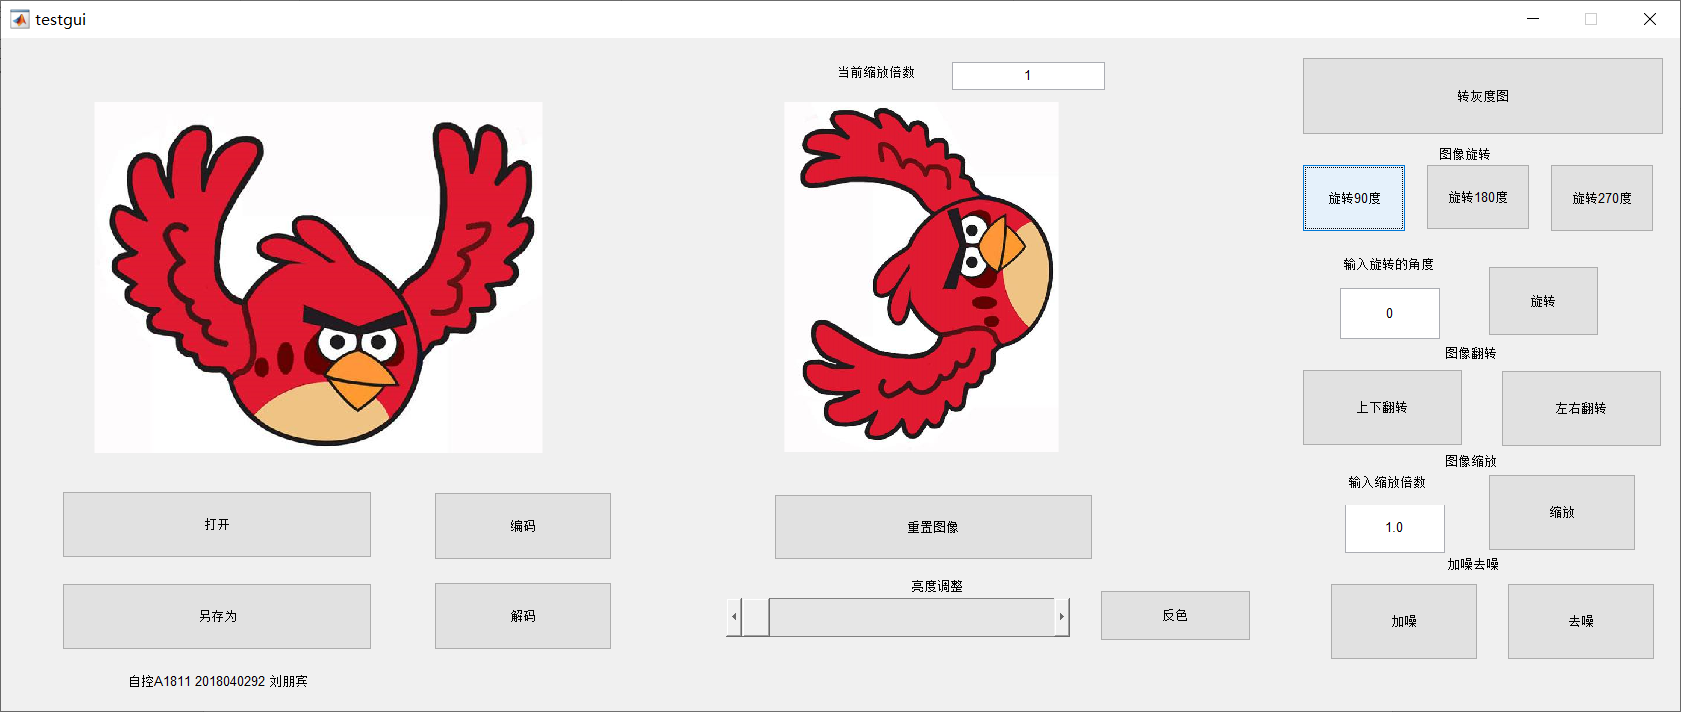 testgui
当前缩放倍数
1
转灰度图
图像旋转
旋转90度
旋转180度
旋转270度
输入旋转的角度
0
旋转
图像翻转
上下翻转
左右翻转
图像缩放
输入缩放倍数
1.0
缩放
加噪去噪
加噪
去噪
打开
编码
重置图像
另存为
解码
亮度调整
反色
自控A1811 2018040292 刘朋宾